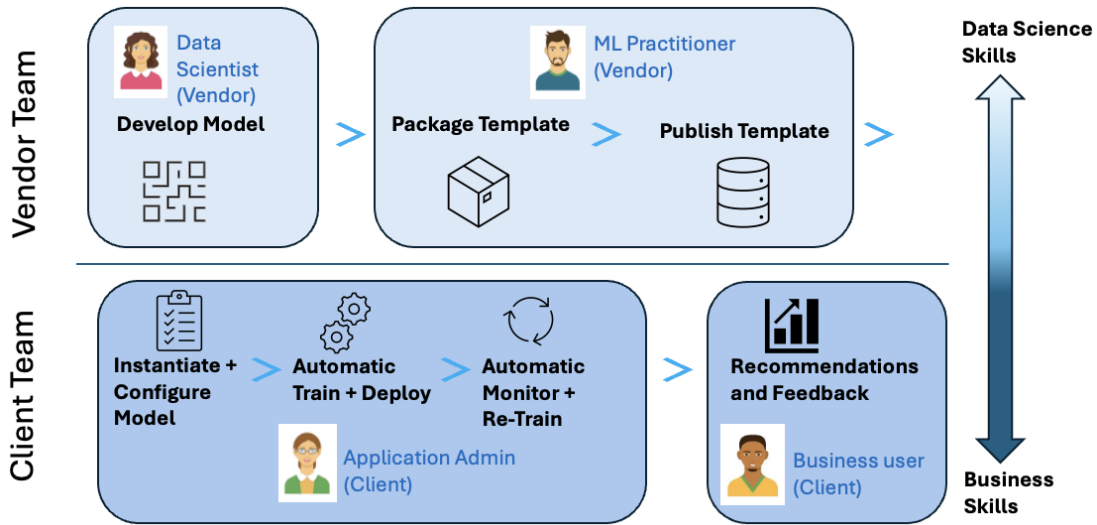 Vendor Team
Data
Scientist
(Vendor)
Develop Model
>
ML Practitioner
(Vendor)
Package Template
>
Publish Template
>
Client Team
Instantiate +
Configure
Model
>
Automatic
Train + Deploy
>
Automatic
Monitor +
Re-Train
Application Admin
(Client)
>
Recommendations
and Feedback
Business user
(Client)
Data Science
Skills
Business
Skills